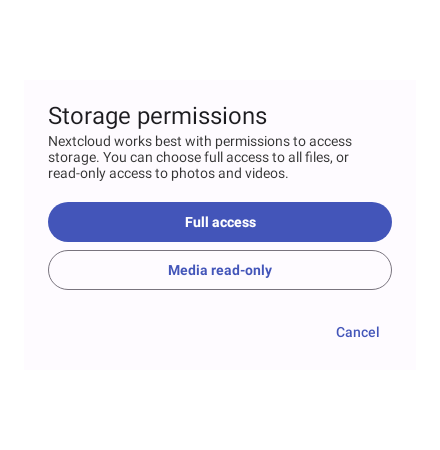 Storage permissions
Nextcloud works best with permissions to access
storage. You can choose full access to all files, or
read-only access to photos and videos.
Full access
Media read-only
Cancel